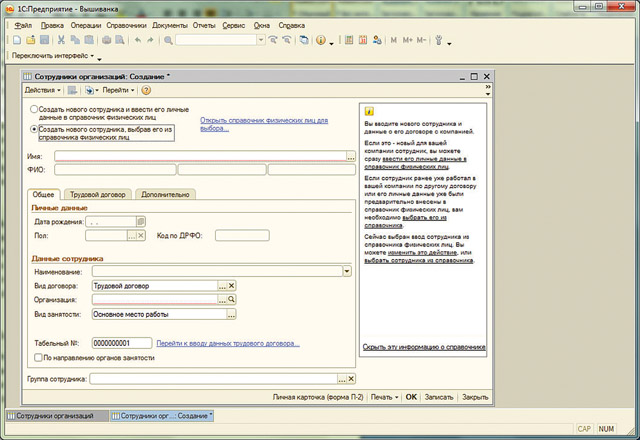 1С:Предприятие - Вышиванка
Файл Правка Операции Справочники Документы Отчеты Сервис Окна Справка
M M+ M-
Переключить интерфейс
Сотрудники организаций: Создание *
Действия Перейти
Создать нового сотрудника и ввести его личные
данные в справочник физических лиц
Создать нового сотрудника, выбрав его из
справочника физических лиц
Открыть справочник физических лиц для
выбора...
Имя:
ФИО:
Общее Трудовой договор Дополнительно
Личные данные
Дата рождения: . .
Пол: Код по ДРФО:
Данные сотрудника
Наименование:
Вид договора: Трудовой договор
Организация:
Вид занятости: Основное место работы
Табельный №: 0000000001 Перейти к вводу данных трудового договора...
По направлению органов занятости
Группа сотрудника:
Вы вводите нового сотрудника и
данные о его договоре с компанией.
Если это - новый для вашей
компании сотрудник, вы можете
сразу ввести его личные данные в
справочник физических лиц.
Если сотрудник ранее уже работал в
вашей компании по другому договору
или его личные данные уже были
предварительно внесены в
справочник физических лиц, вам
необходимо выбрать его из
справочника.
Сейчас выбран ввод сотрудника из
справочника физических лиц. Вы
можете изменить это действие, или
выбрать сотрудника из справочника.
Скрыть эту информацию о справочнике
Личная карточка (форма П-2) Печать OK Записать Закрыть
Сотрудники организаций Сотрудники орг...: Создание *
CAP NUM